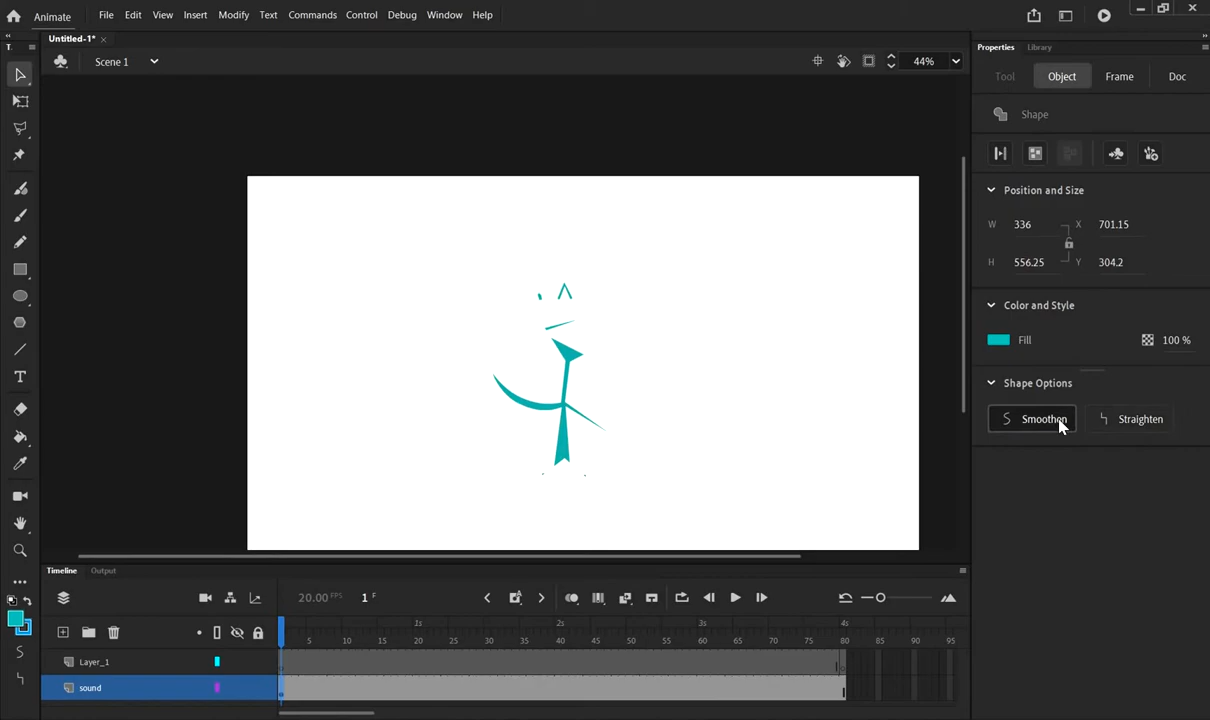 Animate File Edit View Insert Modify Text Commands Control Debug Window Help
Untitled-1*
T.
Properties Library
Scene 1
44%
Tool Object Frame Doc
Shape
Position and Size
W 336 X 701.15
H 556.25 Y 304.2
Color and Style
Fill 100 %
Shape Options
Smoothen Straighten
Timeline Output
20.00 FPS 1 F
1s 2s 3s 4s
5 10 15 20 25 30 35 40 45 50 55 60 65 70 75 80 85 90 95
Layer_1
sound